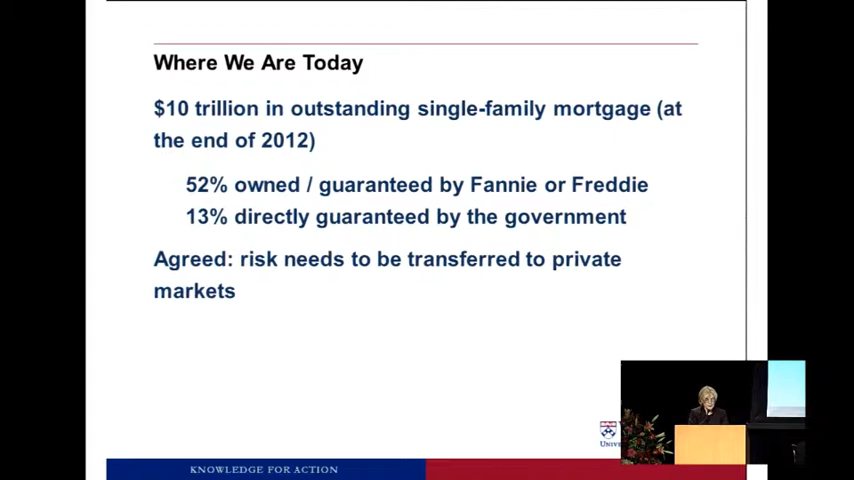 Where We Are Today
$10 trillion in outstanding single-family mortgage (at
the end of 2012)
52% owned / guaranteed by Fannie or Freddie
13% directly guaranteed by the government
Agreed: risk needs to be transferred to private
markets
KNOWLEDGE FOR ACTION